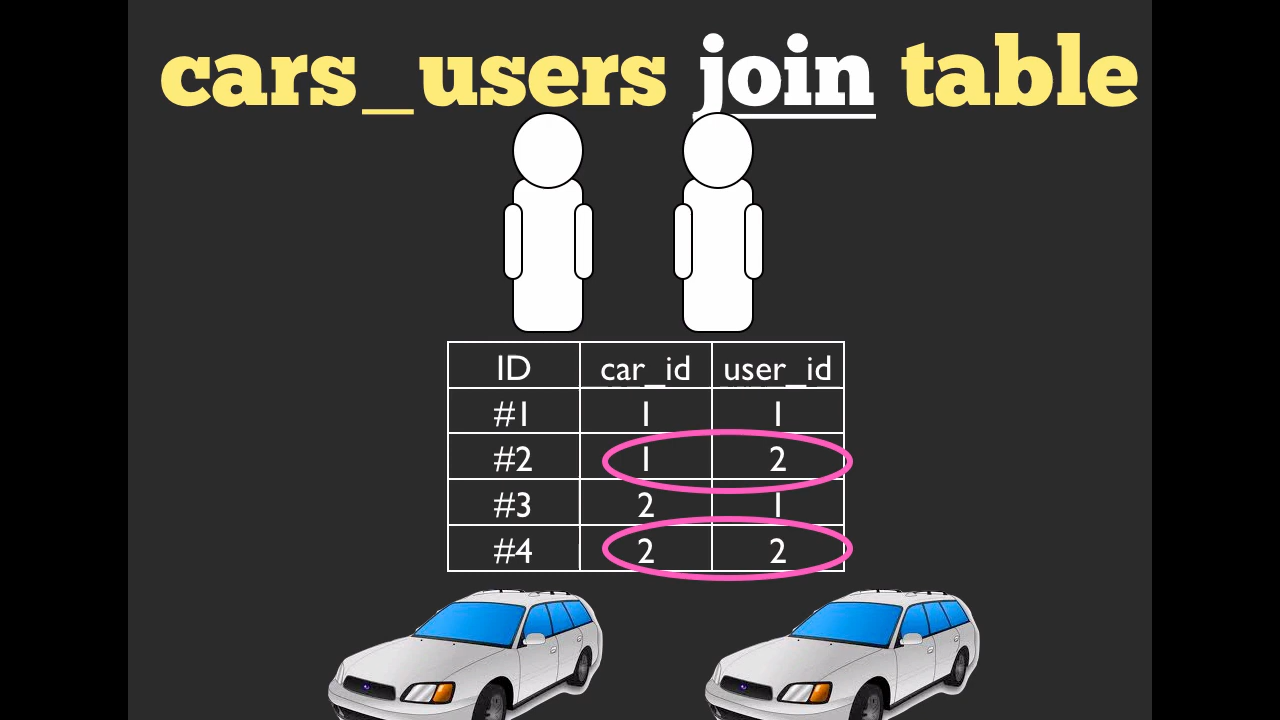 cars_users join table
ID car_id user_id
#1 1 1
#2 1 2
#3 2 1
#4 2 2